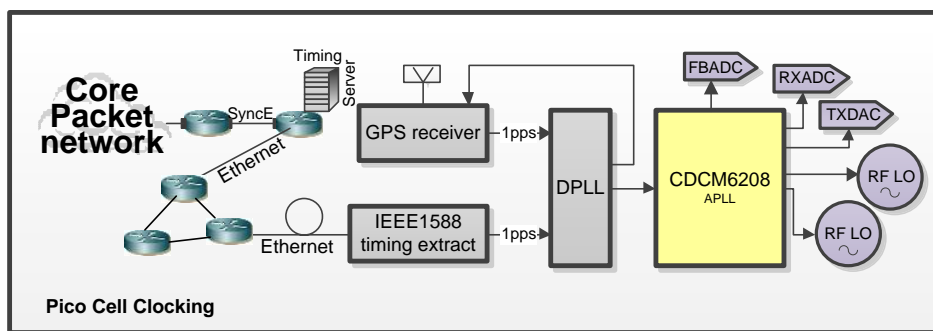 Core
Packet
network
SyncE
Timing
Server
Ethernet
Ethernet
GPS receiver
1pps
IEEE1588
timing extract
1pps
DPLL
CDCM6208
APLL
FBADC
RXADC
TXDAC
RF LO
RF LO
Pico Cell Clocking